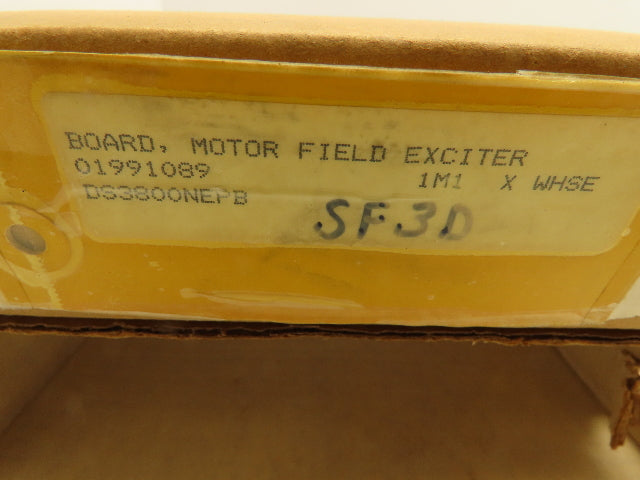 BOARD, MOTOR FIELD EXCITER
01991089 1M1 X WHSE
DS3800NEPB
SF3D